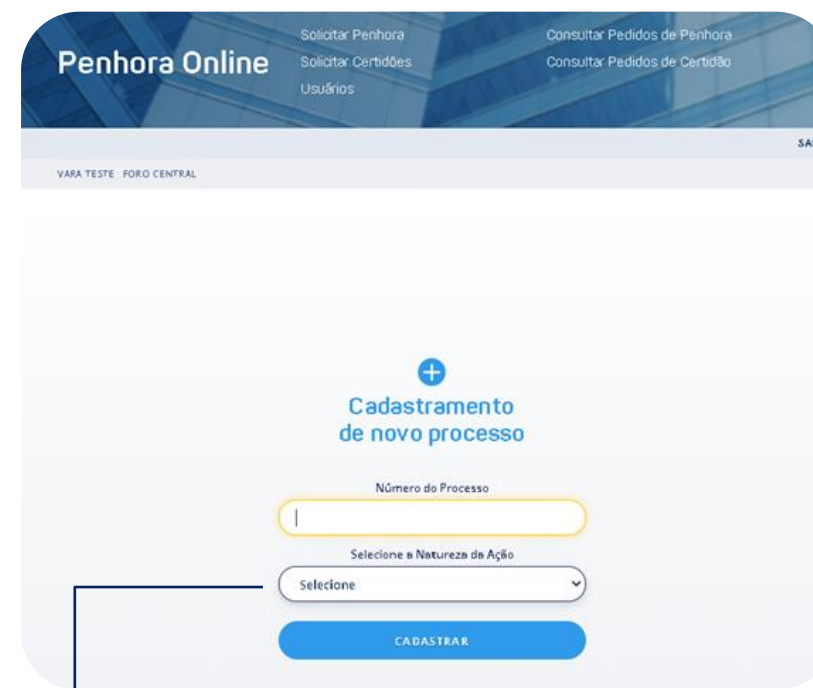 Penhora Online
Solicitar Penhora
Solicitar Certidões
Usuários
Consultar Pedidos de Penhora
Consultar Pedidos de Certidão
VARA TESTE FORO CENTRAL
Cadastramento
de novo processo
Número do Processo
Selecione a Natureza da Ação
Selecione
CADASTRAR